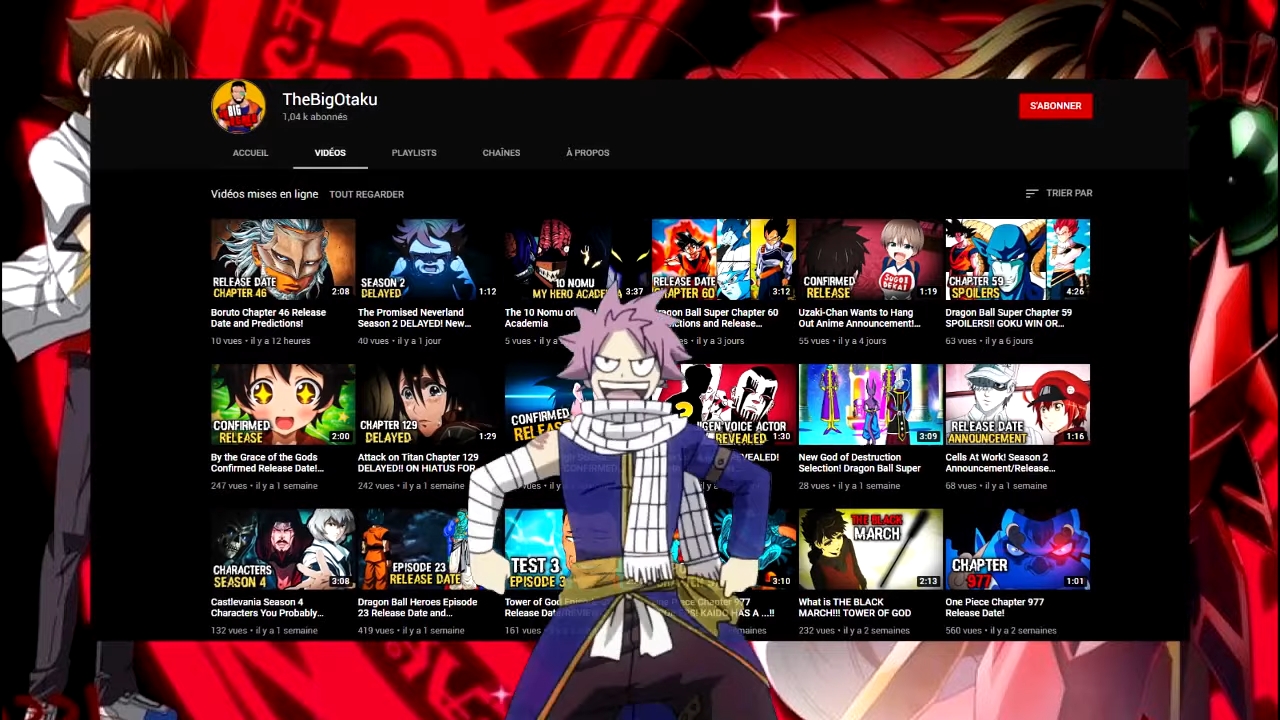 TheBigOtaku
1,04 k abonnés
S'ABONNER
ACCUEIL
VIDÉOS
PLAYLISTS
CHAÎNES
À PROPOS
Vidéos mises en ligne
TOUT REGARDER
TRIER PAR
RELEASE DATE
CHAPTER 46
2:08
SEASON 2
DELAYED
1:12
10 NOMU
MY HERO ACADEMIA
3:37
RELEASE DATE
CHAPTER 60
3:12
CONFIRMED
RELEASE
SUGOI
DEKAI
1:19
CHAPTER 59
SPOILERS
4:26
Boruto Chapter 46 Release
Date and Predictions!
10 vues • il y a 12 heures
The Promised Neverland
Season 2 DELAYED! New...
40 vues • il y a 1 jour
The 10 Nomu on
Academia
5 vues • il y a
Dragon Ball Super Chapter 60
and Release...
il y a 3 jours
Uzaki-Chan Wants to Hang
Out Anime Announcement!...
55 vues • il y a 4 jours
Dragon Ball Super Chapter 59
SPOILERS!! GOKU WIN OR...
63 vues • il y a 6 jours
CONFIRMED
RELEASE
2:00
CHAPTER 129
DELAYED
1:29
CONFIRMED
VOICE ACTOR
REVEALED
1:30
3:09
RELEASE DATE
ANNOUNCEMENT
1:16
By the Grace of the Gods
Confirmed Release Date!...
247 vues • il y a 1 semaine
Attack on Titan Chapter 129
DELAYED!! ON HIATUS FOR
242 vues • il y a 1 semaine
New God of Destruction
Selection! Dragon Ball Super
28 vues • il y a 1 semaine
Cells At Work! Season 2
Announcement/Release...
68 vues • il y a 1 semaine
CHARACTERS
SEASON 4
3:08
EPISODE 23
RELEASE DATE
TEST 3
EPISODE 3
3:10
THE BLACK
MARCH
2:13
CHAPTER
977
1:01
Castlevania Season 4
Characters You Probably...
132 vues • il y a 1 semaine
Dragon Ball Heroes Episode
23 Release Date and...
419 vues • il y a 1 semaine
Tower of God
Release
161 vues • il y a
One Piece Chapter 977
KAIDO HAS A ...!!
What is THE BLACK
MARCH!! TOWER OF GOD
232 vues • il y a 2 semaines
One Piece Chapter 977
Release Date!
560 vues • il y a 2 semaines